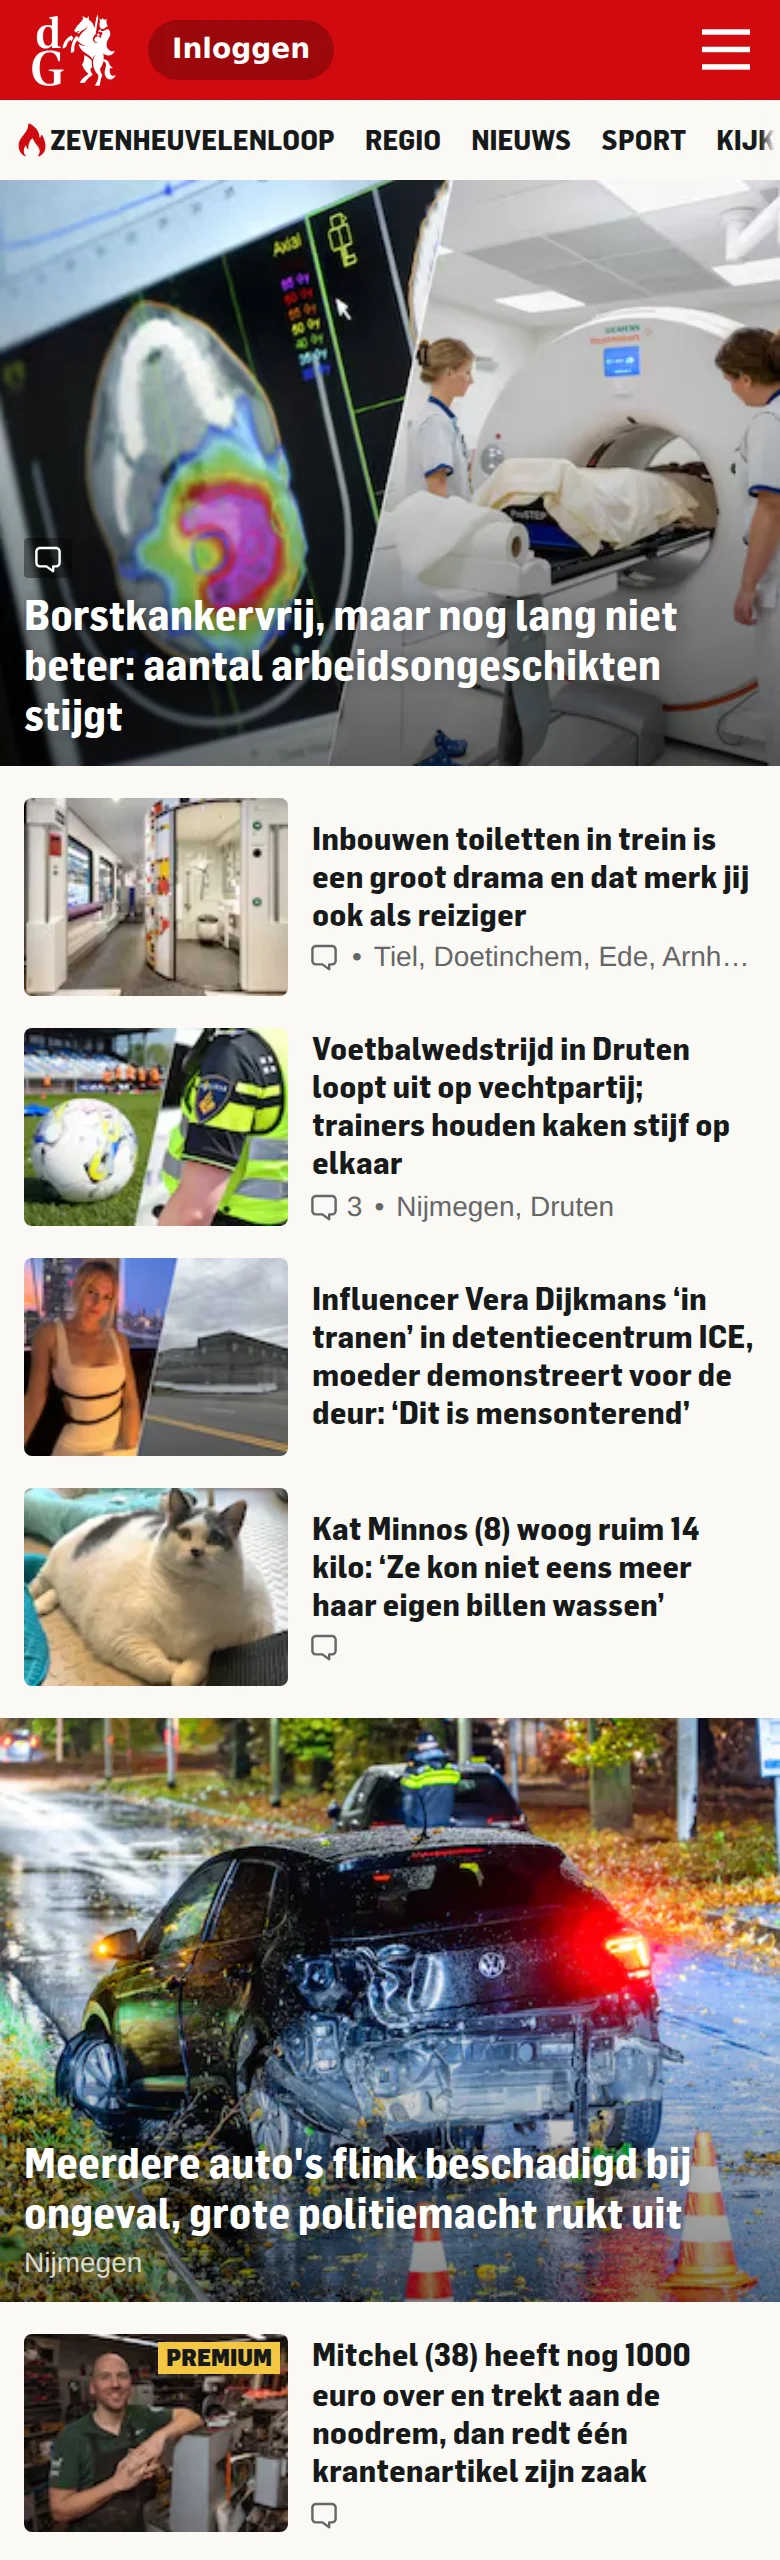 dG
Inloggen
ZEVENHEUVELENLOOP REGIO NIEUWS SPORT KIJK
Axial
SIEMENS
ProSTEP
Borstkankervrij, maar nog lang niet
beter: aantal arbeidsongeschikten
stijgt
Inbouwen toiletten in trein is
een groot drama en dat merk jij
ook als reiziger
• Tiel, Doetinchem, Ede, Arnh…
Voetbalwedstrijd in Druten
loopt uit op vechtpartij;
trainers houden kaken stijf op
elkaar
3 • Nijmegen, Druten
Influencer Vera Dijkmans ‘in
tranen’ in detentiecentrum ICE,
moeder demonstreert voor de
deur: ‘Dit is mensonterend’
Kat Minnos (8) woog ruim 14
kilo: ‘Ze kon niet eens meer
haar eigen billen wassen’
Meerdere auto's flink beschadigd bij
ongeval, grote politiemacht rukt uit
Nijmegen
PREMIUM
Mitchel (38) heeft nog 1000
euro over en trekt aan de
noodrem, dan redt één
krantenartikel zijn zaak